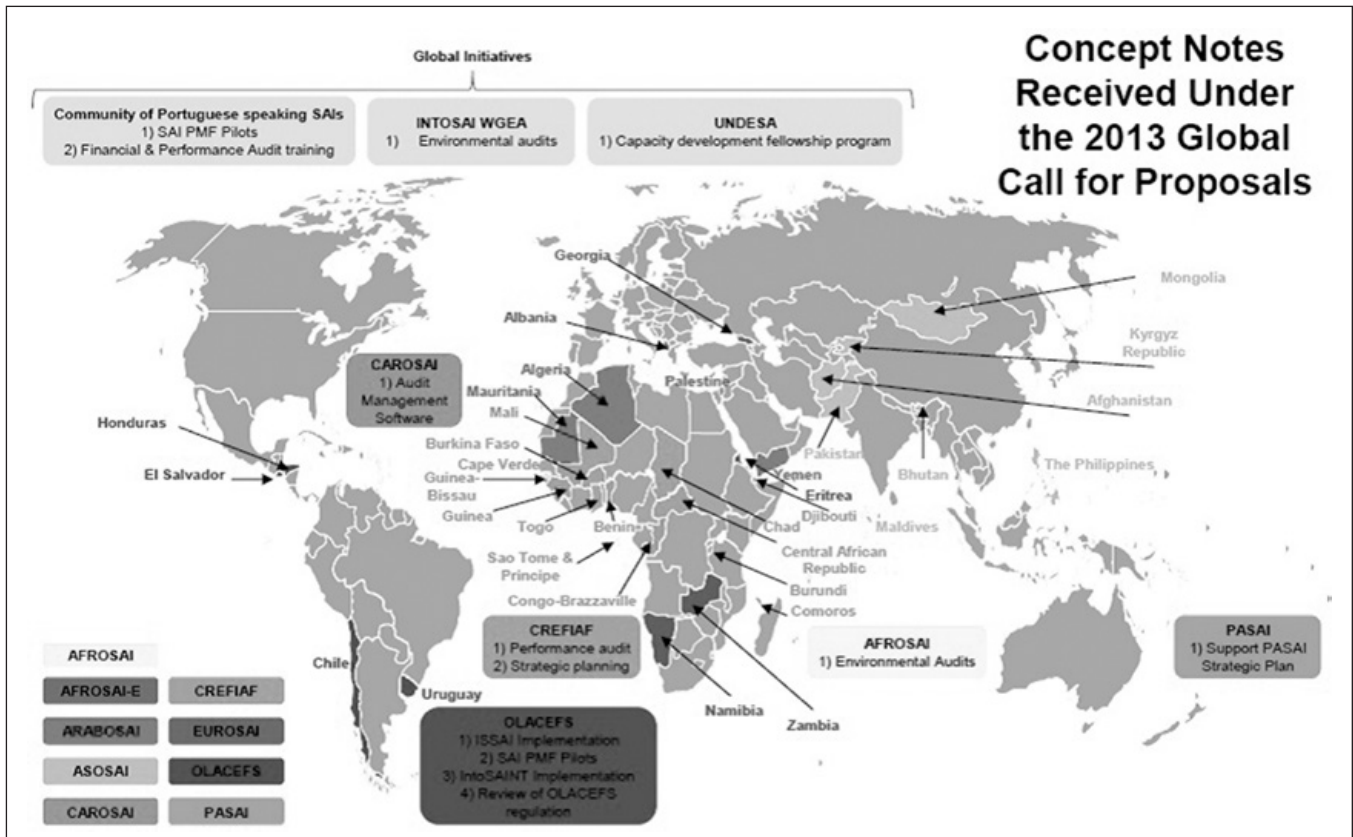 Concept Notes
Received Under
the 2013 Global
Call for Proposals
Global Initiatives
Community of Portuguese speaking SAIs
1) SAI PMF Pilots
2) Financial & Performance Audit training
INTOSAI WGEA
1) Environmental audits
UNDESA
1) Capacity development fellowship program
Georgia
Mongolia
Albania
Kyrgyz
Republic
CAROSAI
1) Audit
Management
Software
Algeria
Palestine
Mauritania
Afghanistan
Mali
Honduras
Burkina Faso
Pakistan
Cape Verde
Bhutan
The Philippines
El Salvador
Guinea-
Bissau
Yemen
Eritrea
Djibouti
Guinea
Togo
Benin
Chad
Maldives
Sao Tome &
Principe
Central African
Republic
Burundi
Congo-Brazzaville
Comoros
CREFIAF
1) Performance audit
2) Strategic planning
AFROSAI
1) Environmental Audits
PASAI
1) Support PASAI
Strategic Plan
Chile
Uruguay
Namibia
Zambia
OLACEFS
1) ISSAI Implementation
2) SAI PMF Pilots
3) IntoSAINT Implementation
4) Review of OLACEFS
regulation
AFROSAI
AFROSAI-E
CREFIAF
ARABOSAI
EUROSAI
ASOSAI
OLACEFS
CAROSAI
PASAI